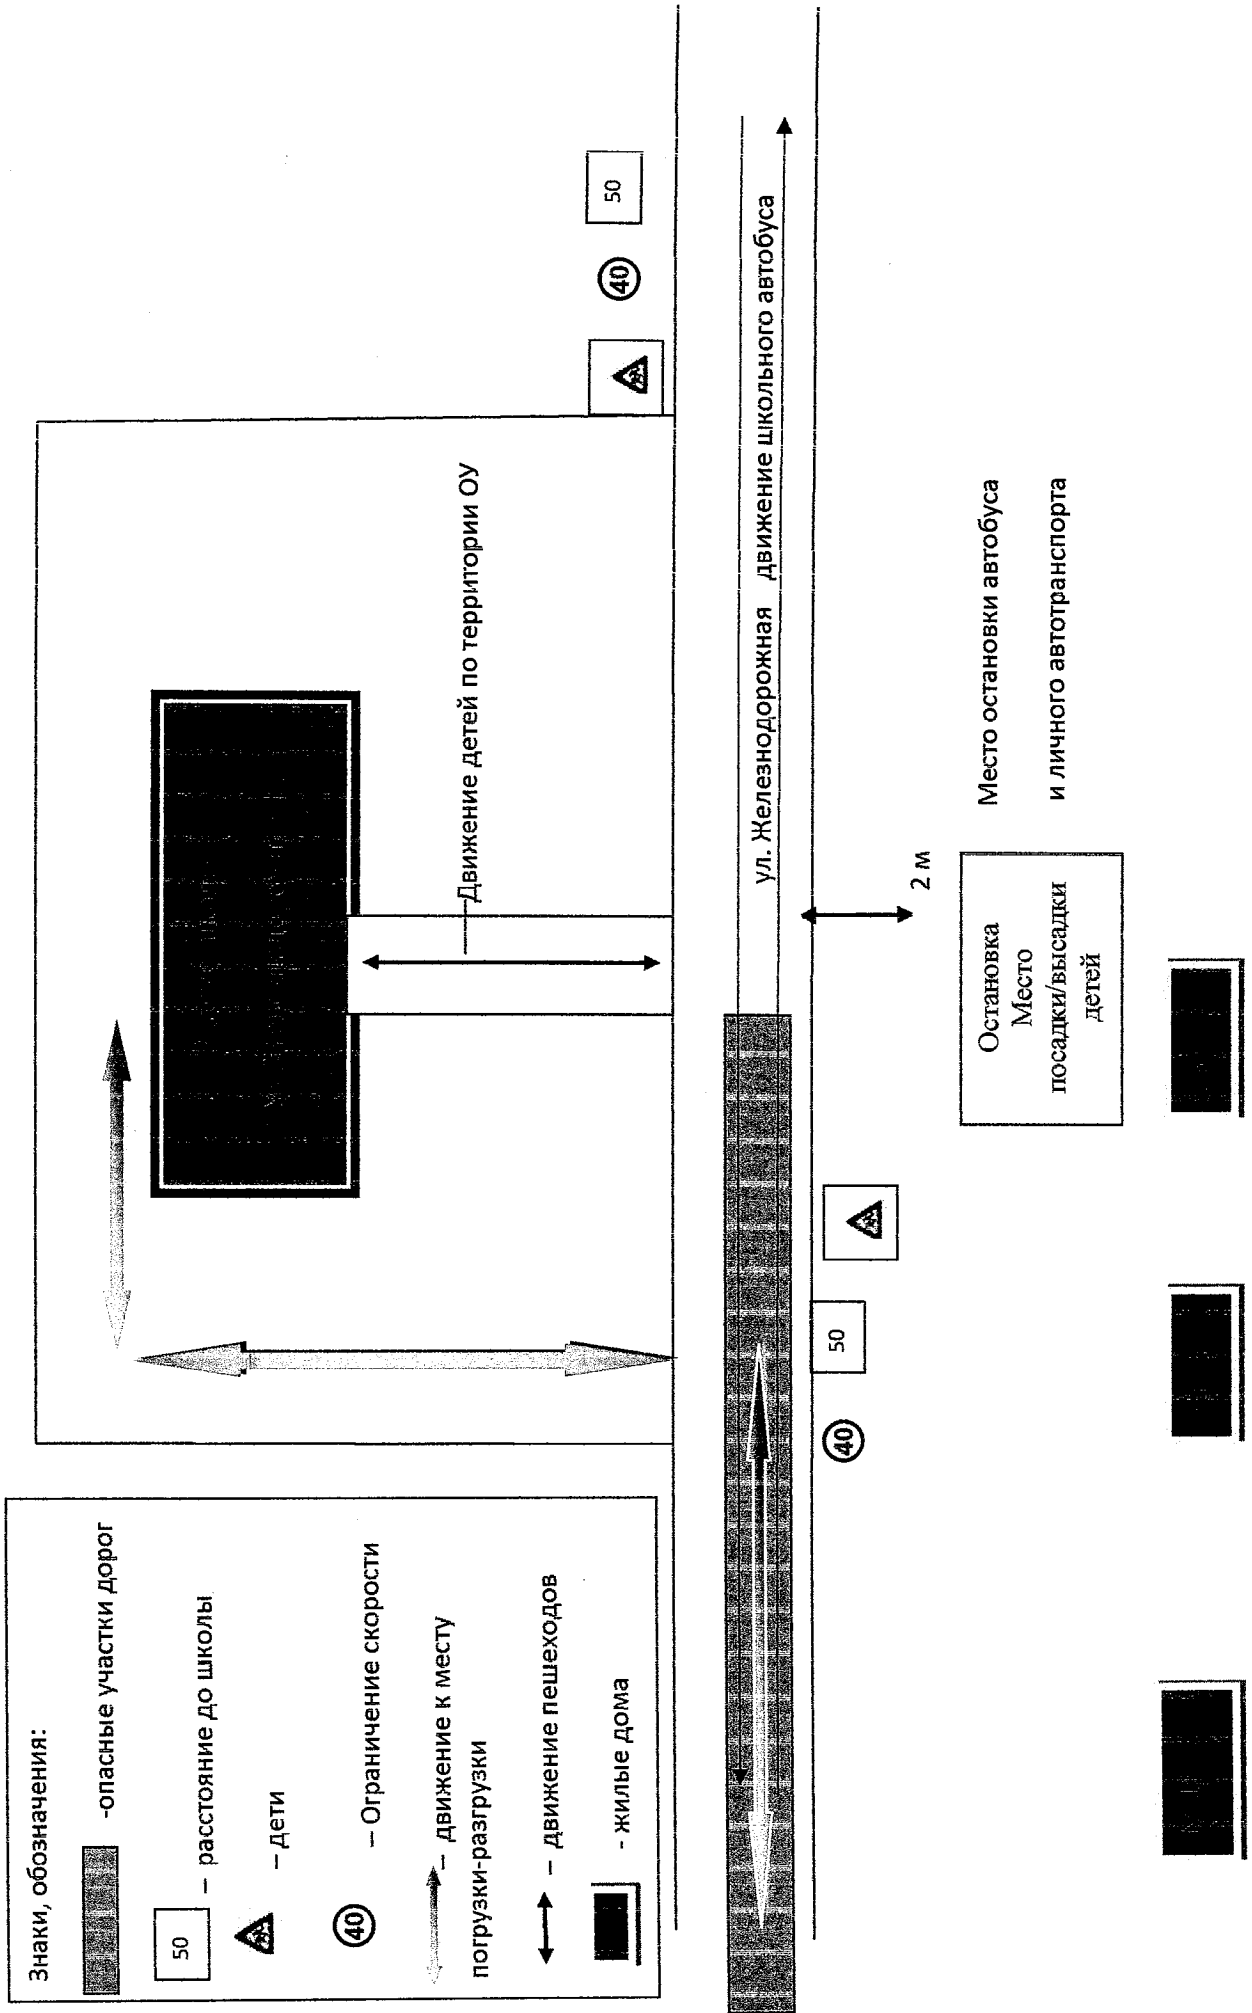 Знаки, обозначения:
-опасные участки дорог
50
– расстояние до школы
– дети
40
– Ограничение скорости
– движение к месту
погрузки-разгрузки
– движение пешеходов
- жилые дома
Движение детей по территории ОУ
40
50
ул. Железнодорожная движение школьного автобуса
40
50
2 м
Остановка
Место
посадки/высадки
детей
Место остановки автобуса
и личного автотранспорта